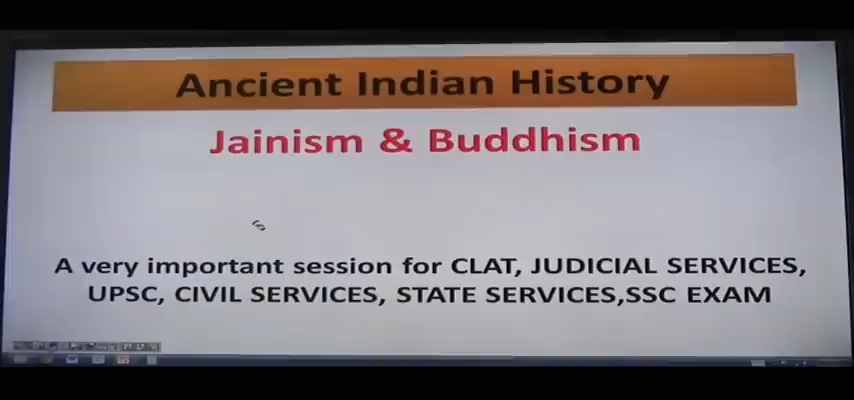 Ancient Indian History
Jainism & Buddhism
A very important session for CLAT, JUDICIAL SERVICES,
UPSC, CIVIL SERVICES, STATE SERVICES,SSC EXAM